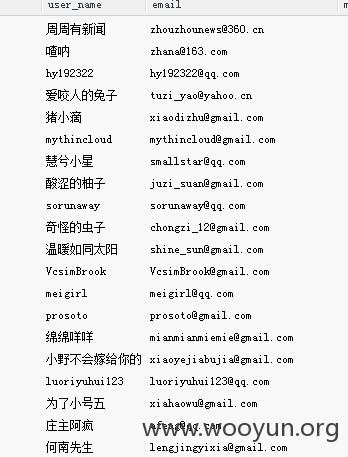 user_name email m
周周有新闻 zhouzhounews@360.cn
喳呐 zhana@163.com
hy192322 hy192322@qq.com
爱咬人的兔子 tuzi_yao@yahoo.cn
猪小滴 xiaodizhu@gmail.com
mythincloud mythincloud@gmail.com
慧兮小星 smallstar@qq.com
酸涩的柚子 juzi_suan@gmail.com
sorunaway sorunaway@qq.com
奇怪的虫子 chongzi_12@gmail.com
温暖如同太阳 shine_sun@gmail.com
VcsimBrook VcsimBrook@gmail.com
meigirl meigirl@qq.com
prosoto prosoto@gmail.com
绵绵咩咩 mianmianmiemie@gmail.com
小野不会嫁给你的 xiaoyejiabujia@gmail.com
luoriyuhui123 luoriyuhui@qq.com
为了小号五 xiahaowu@gmail.com
庄主阿疯 afeng@qq.com
何南先生 lengjingyixia@gmail.com
www.wooyun.org